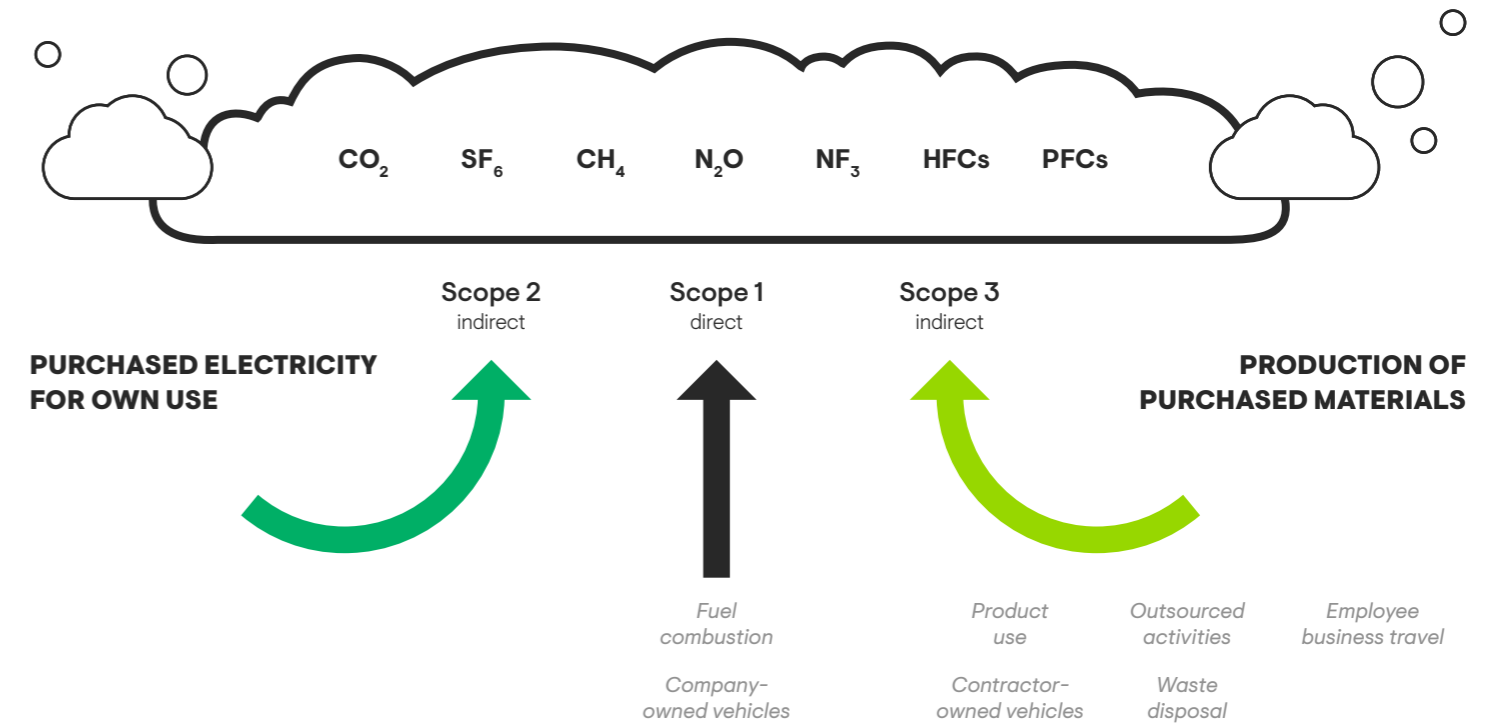 CO₂ SF₆ CH₄ N₂O NF₃ HFCs PFCs
Scope 2
indirect
Scope 1
direct
Scope 3
indirect
PURCHASED ELECTRICITY
FOR OWN USE
PRODUCTION OF
PURCHASED MATERIALS
Fuel
combustion
Company-
owned vehicles
Product
use
Outsourced
activities
Employee
business travel
Contractor-
owned vehicles
Waste
disposal